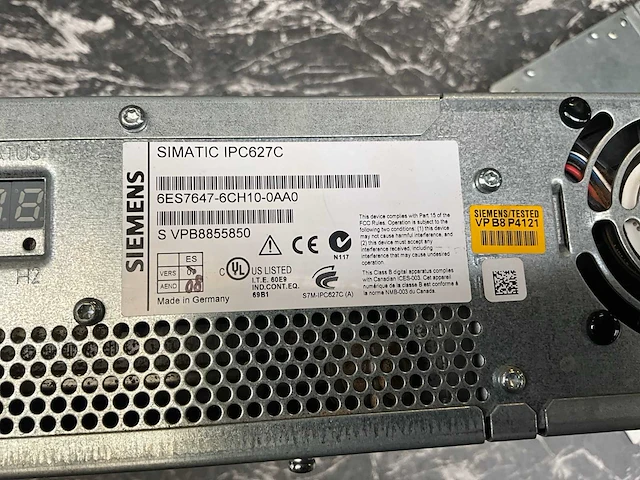 SIMATIC IPC627C
SIEMENS
6ES7647-6CH10-0AA0
S VPB8855850
CE
N117
ES
VERS
AEND 08
Made in Germany
C UL US LISTED
I.T.E. 60E9
IND.CONT.EQ.
69B1
S7M-IPC627C (A)
This device complies with Part 15 of the
FCC Rules. Operation is subject to the
following two conditions: (1) this device
may not cause harmful interference, and
(2) this device must accept any
interference received, including
interference that may cause undesired
operation.
This Class B digital apparatus complies
with Canadian ICES-003. Cet appareil
numérique de la classe B est conforme à
la norme NMB-003 du Canada.
SIEMENS/TESTED
VP B8 P4121
H2